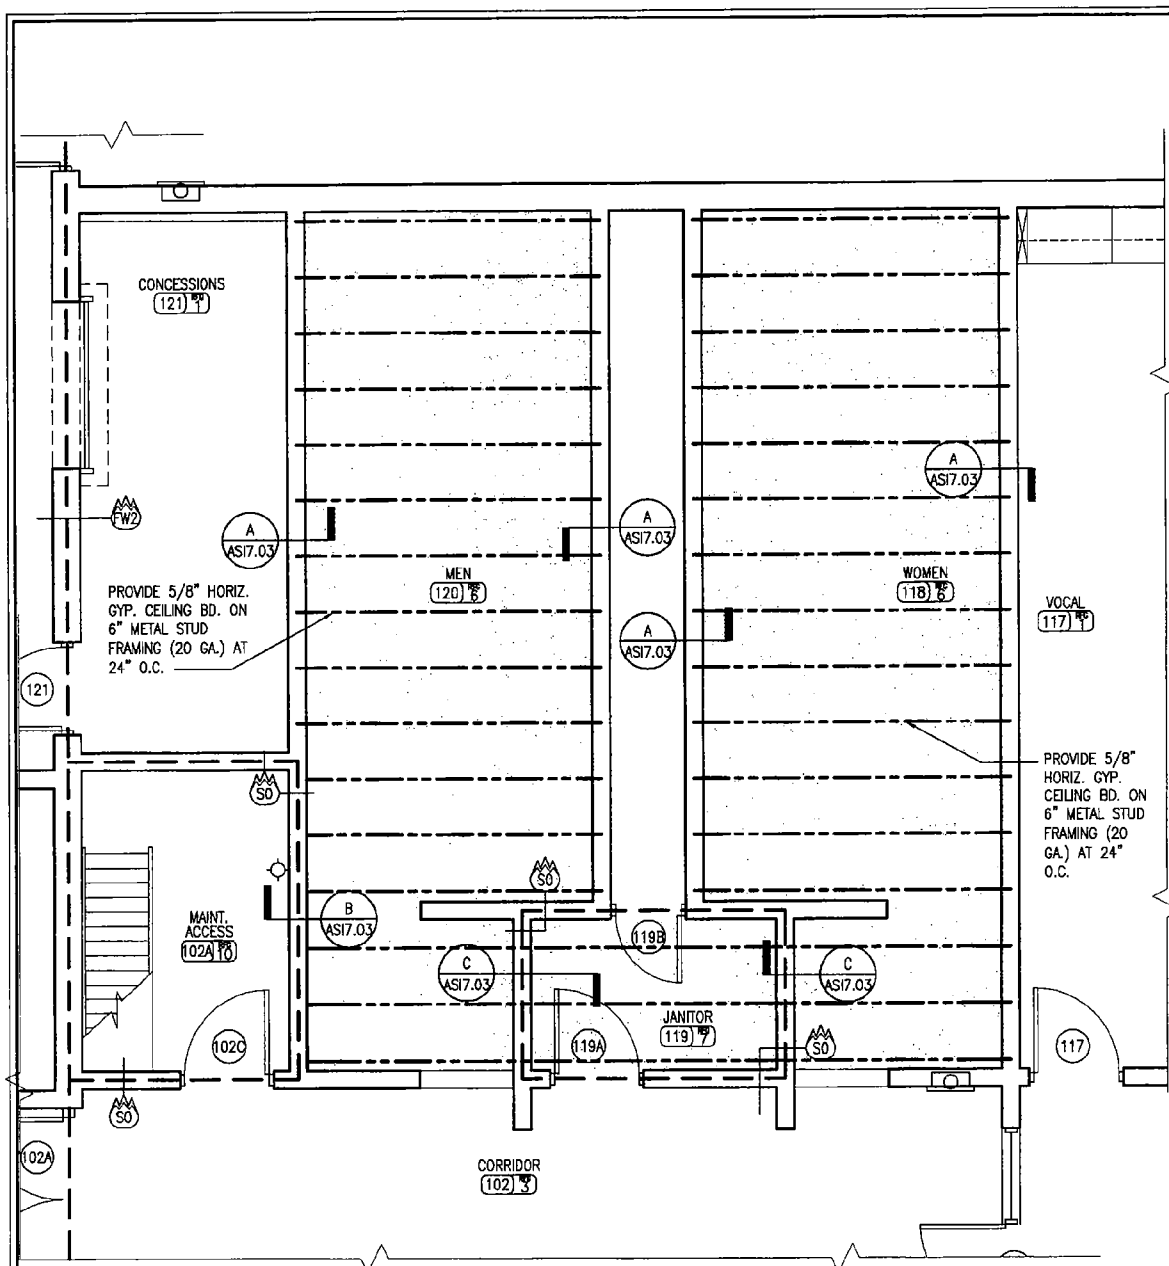 CONCESSIONS
121 1
FW2
A
ASI7.03
A
ASI7.03
A
ASI7.03
MEN
120 6
WOMEN
118 6
PROVIDE 5/8" HORIZ.
GYP. CEILING BD. ON
6" METAL STUD
FRAMING (20 GA.) AT
24" O.C.
VOCAL
117 1
A
ASI7.03
121
PROVIDE 5/8"
HORIZ. GYP.
CEILING BD. ON
6" METAL STUD
FRAMING (20
GA.) AT 24"
O.C.
S0
S0
MAINT.
ACCESS
102A 10
B
ASI7.03
119B
C
ASI7.03
C
ASI7.03
JANITOR
119 7
102C
119A
S0
117
S0
102A
CORRIDOR
102 3